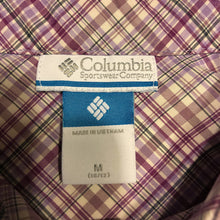 Columbia
Sportswear Company
MADE IN VIETNAM
M
(10/12)